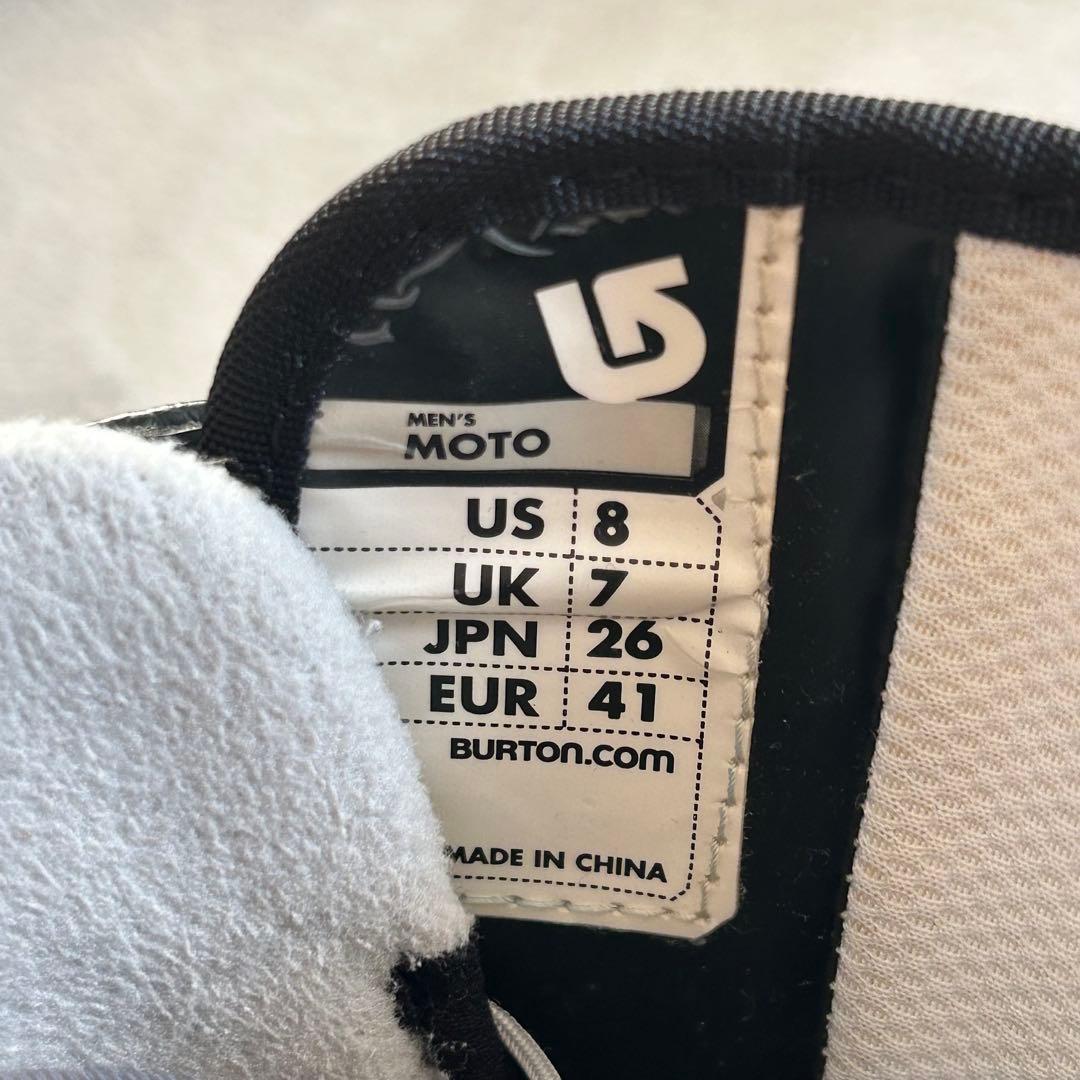 MEN'S
MOTO
US 8
UK 7
JPN 26
EUR 41
BURTON.COM
MADE IN CHINA